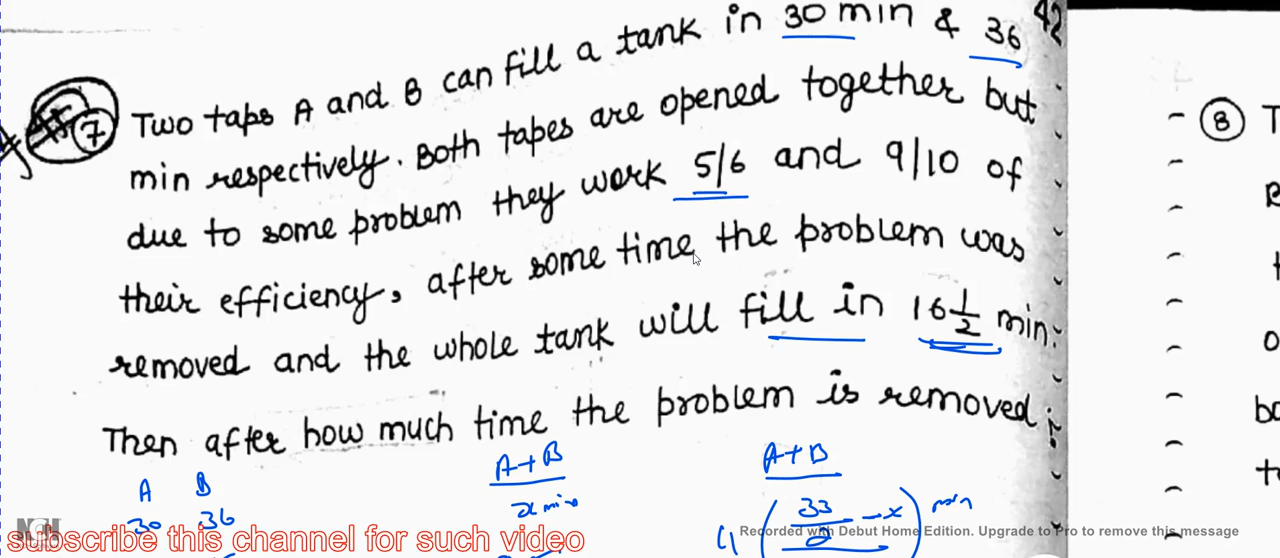 42
Two taps A and B can fill a tank in 30 min & 36
7
min respectively. Both tapes are opened together but
due to some problem they work 5/6 and 9/10 of
their efficiency, after some time the problem was
removed and the whole tank will fill in 16 1/2 min.
Then after how much time the problem is removed;
8 T
A B
30 36
A+B
x min
A+B
( 33 - x ) min
subscribe this channel for such video
Recorded with Debut Home Edition. Upgrade to Pro to remove this message